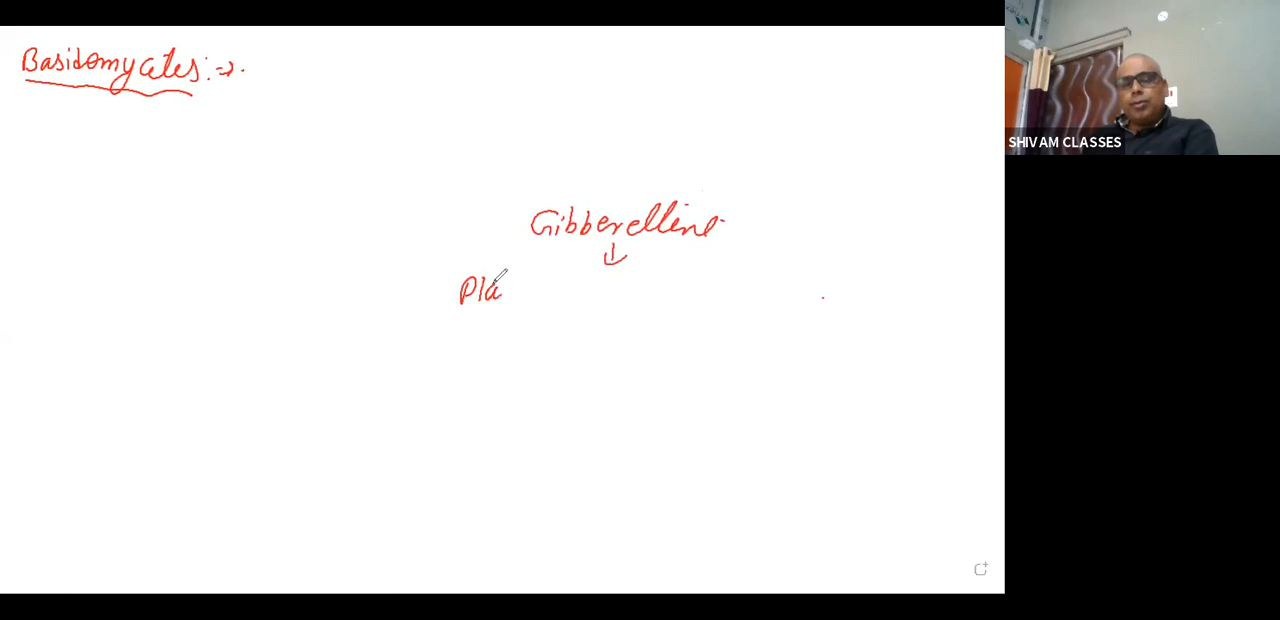 Basidomycetes :→.
Gibberelline
↓
Pla
SHIVAM CLASSES